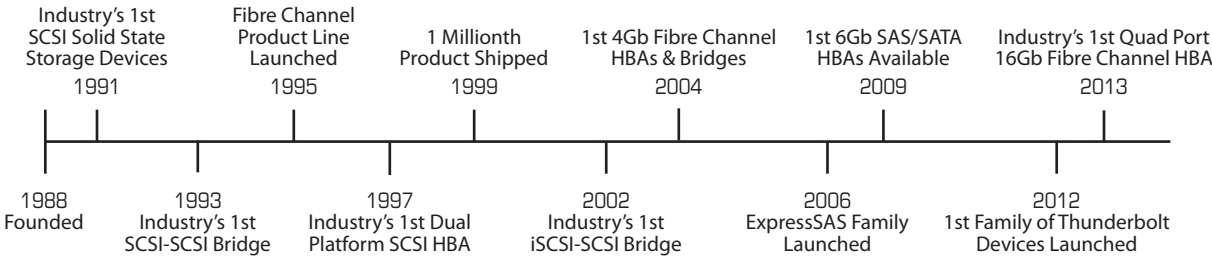 Industry's 1st
SCSI Solid State
Storage Devices
1991
Fibre Channel
Product Line
Launched
1995
1 Millionth
Product Shipped
1999
1st 4Gb Fibre Channel
HBAs & Bridges
2004
1st 6Gb SAS/SATA
HBAs Available
2009
Industry's 1st Quad Port
16Gb Fibre Channel HBA
2013
1988
Founded
1993
Industry's 1st
SCSI-SCSI Bridge
1997
Industry's 1st Dual
Platform SCSI HBA
2002
Industry's 1st
iSCSI-SCSI Bridge
2006
ExpressSAS Family
Launched
2012
1st Family of Thunderbolt
Devices Launched